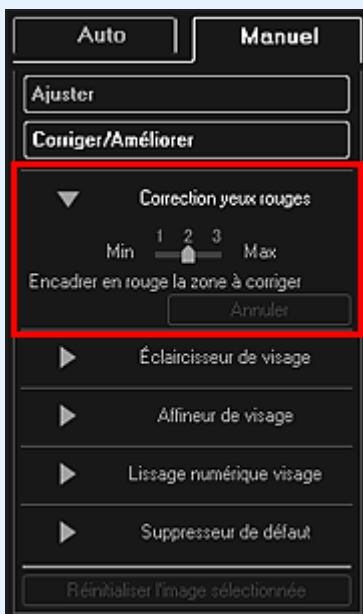 Auto Manuel
Ajuster
Corriger/Améliorer
Correction yeux rouges
1 2 3
Min Max
Encadrer en rouge la zone à corriger
Annuler
Éclaircisseur de visage
Affineur de visage
Lissage numérique visage
Suppresseur de défaut
Réinitialiser l'image sélectionnée